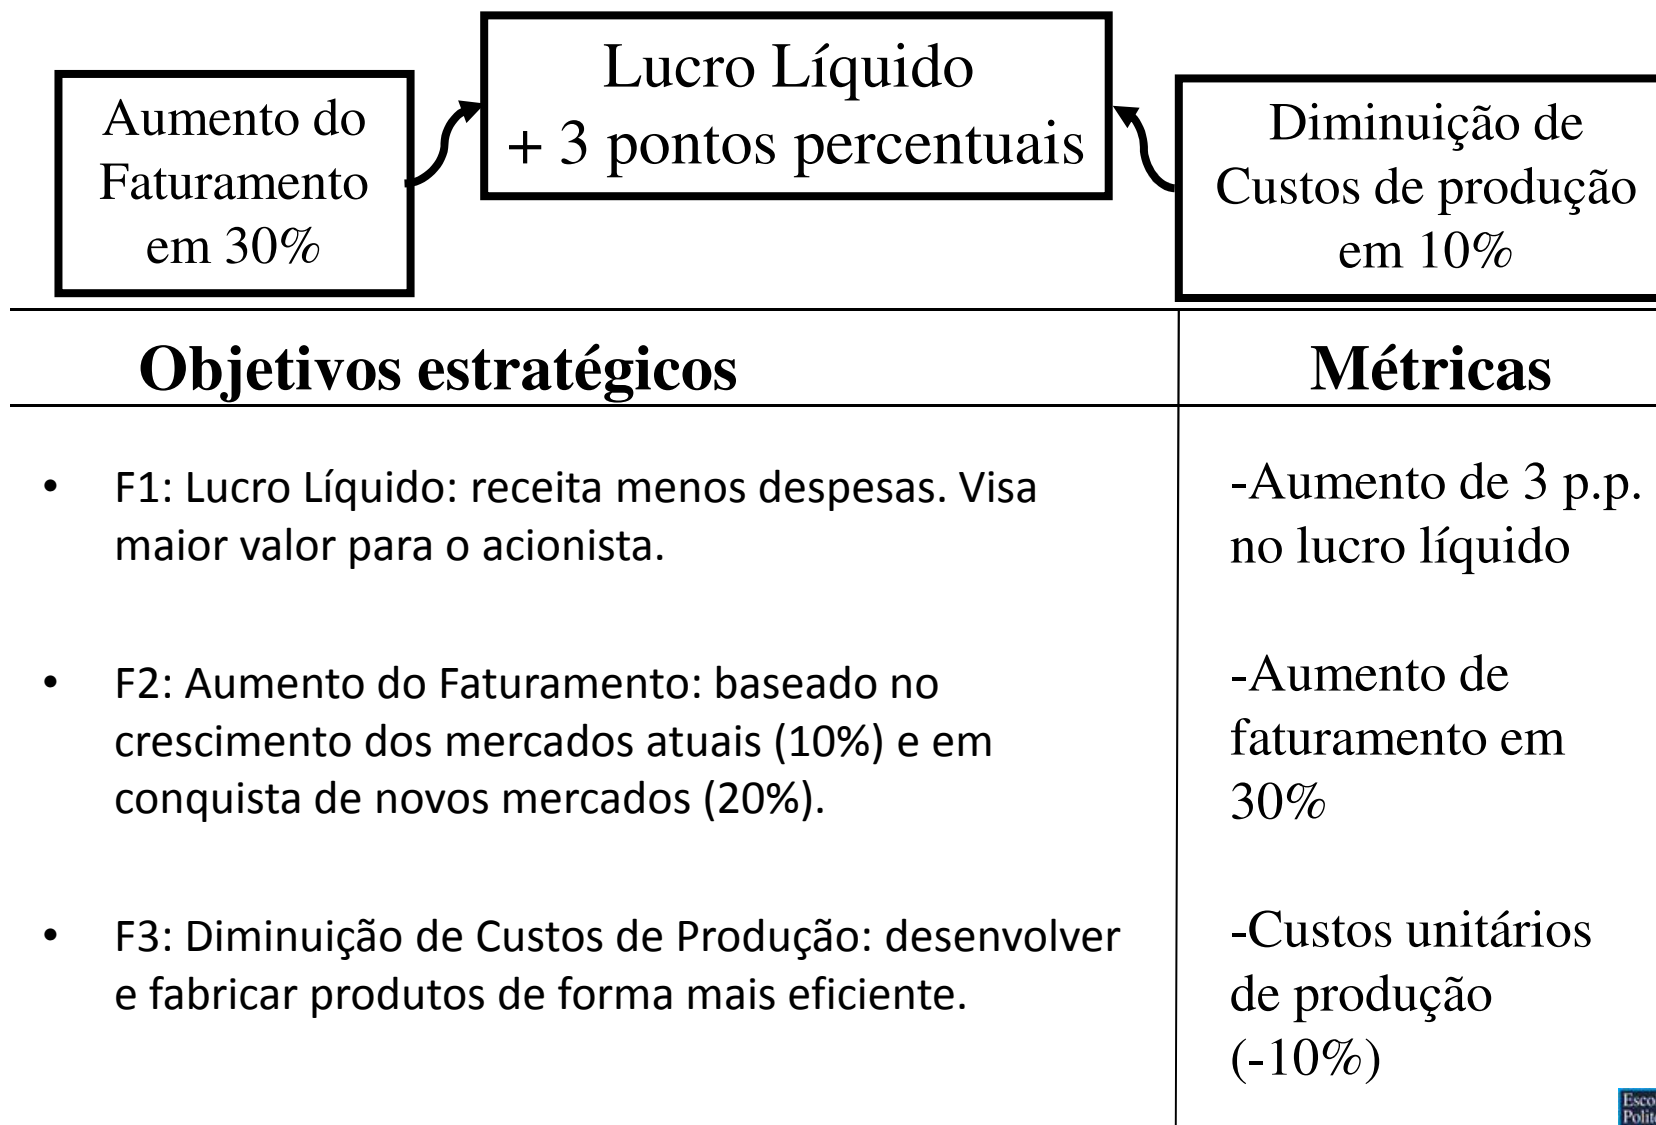 Lucro Líquido
+ 3 pontos percentuais
Aumento do
Faturamento
em 30%
Diminuição de
Custos de produção
em 10%
Objetivos estratégicos
Métricas
• F1: Lucro Líquido: receita menos despesas. Visa
maior valor para o acionista.
-Aumento de 3 p.p.
no lucro líquido
• F2: Aumento do Faturamento: baseado no
crescimento dos mercados atuais (10%) e em
conquista de novos mercados (20%).
-Aumento de
faturamento em
30%
• F3: Diminuição de Custos de Produção: desenvolver
e fabricar produtos de forma mais eficiente.
-Custos unitários
de produção
(-10%)